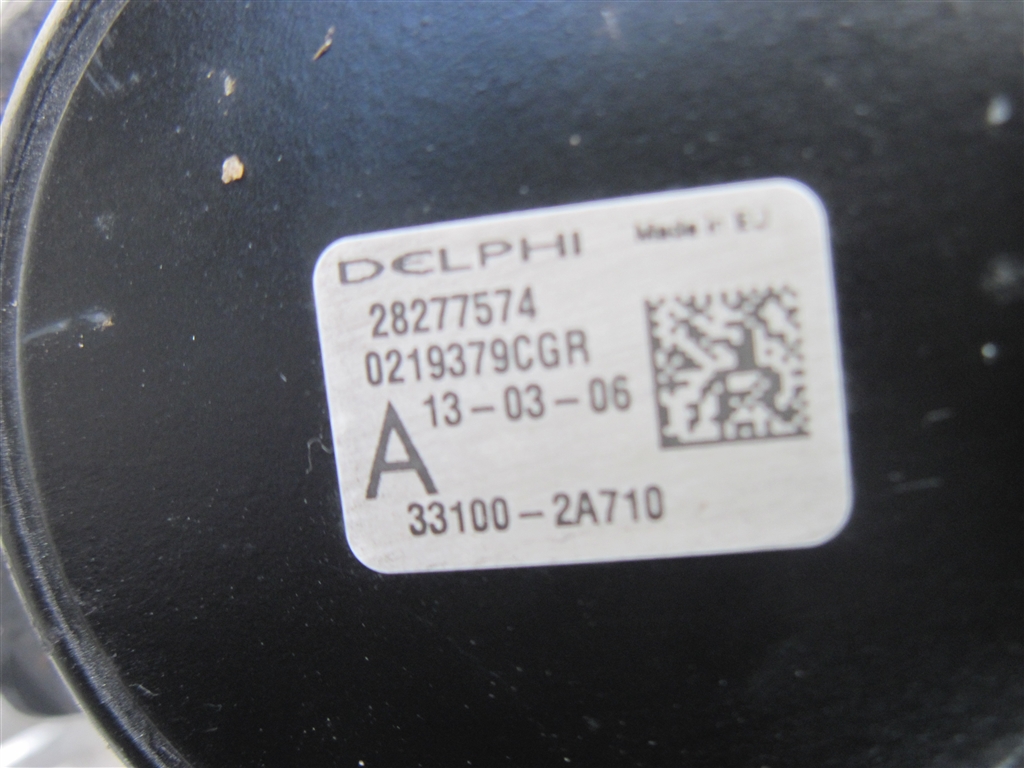 DELPHI Made in EU
28277574
0219379CGR
13-03-06
A
33100-2A710